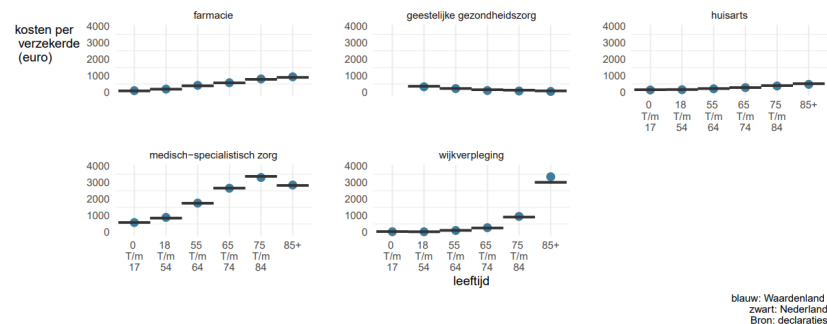 kosten per
verzekerde
(euro)
farmacie
4000
3000
2000
1000
0
geestelijke gezondheidszorg
4000
3000
2000
1000
0
huisarts
4000
3000
2000
1000
0
0 18 55 65 75 85+
T/m T/m T/m T/m T/m
17 54 64 74 84
medisch−specialistisch zorg
4000
3000
2000
1000
0
0 18 55 65 75 85+
T/m T/m T/m T/m T/m
17 54 64 74 84
wijkverpleging
4000
3000
2000
1000
0
0 18 55 65 75 85+
T/m T/m T/m T/m T/m
17 54 64 74 84
leeftijd
blauw: Waardenland
zwart: Nederland
Bron: declaraties